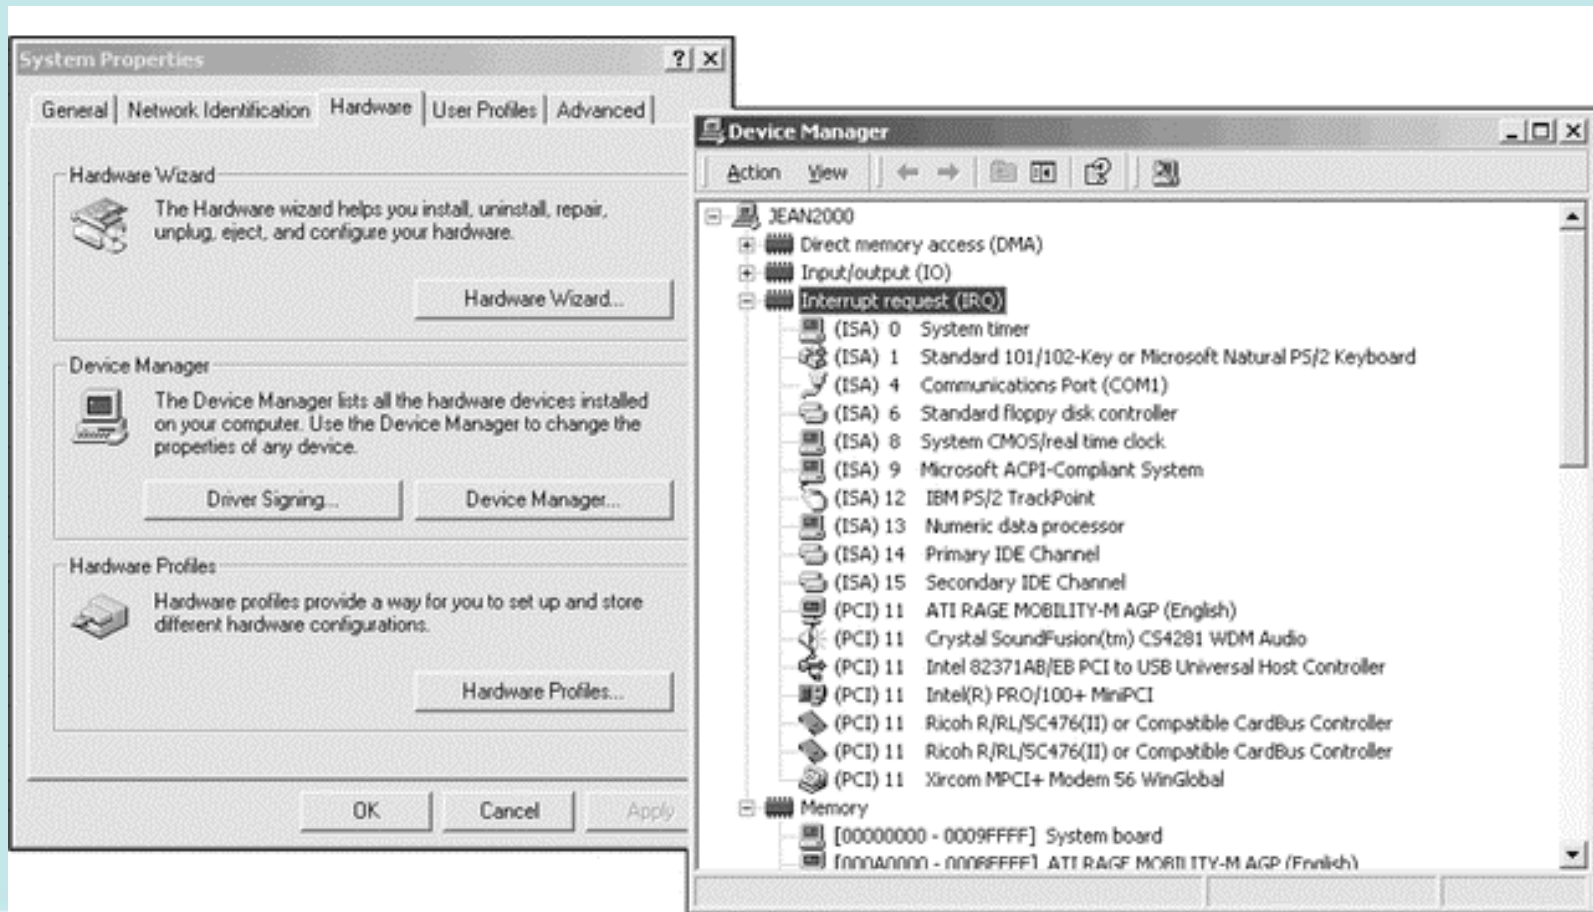 System Properties
General
Network Identification
Hardware
User Profiles
Advanced
Hardware Wizard
The Hardware wizard helps you install, uninstall, repair,
unplug, eject, and configure your hardware.
Hardware Wizard...
Device Manager
The Device Manager lists all the hardware devices installed
on your computer. Use the Device Manager to change the
properties of any device.
Driver Signing...
Device Manager...
Hardware Profiles
Hardware profiles provide a way for you to set up and store
different hardware configurations.
Hardware Profiles...
OK
Cancel
Apply
Device Manager
Action View
JEAN2000
Direct memory access (DMA)
Input/output (IO)
Interrupt request (IRQ)
(ISA) 0 System timer
(ISA) 1 Standard 101/102-Key or Microsoft Natural PS/2 Keyboard
(ISA) 4 Communications Port (COM1)
(ISA) 6 Standard floppy disk controller
(ISA) 8 System CMOS/real time clock
(ISA) 9 Microsoft ACPI-Compliant System
(ISA) 12 IBM PS/2 TrackPoint
(ISA) 13 Numeric data processor
(ISA) 14 Primary IDE Channel
(ISA) 15 Secondary IDE Channel
(PCI) 11 ATI RAGE MOBILITY-M AGP (English)
(PCI) 11 Crystal SoundFusion(tm) CS4281 WDM Audio
(PCI) 11 Intel 82371AB/EB PCI to USB Universal Host Controller
(PCI) 11 Intel(R) PRO/100+ MiniPCI
(PCI) 11 Ricoh R/RL/5C476(II) or Compatible CardBus Controller
(PCI) 11 Ricoh R/RL/5C476(II) or Compatible CardBus Controller
(PCI) 11 Xircom MPCI+ Modem 56 WinGlobal
Memory
[00000000 - 0009FFFF] System board
[000A0000 - 000BFFFF] ATI RAGE MOBILITY-M AGP (English)